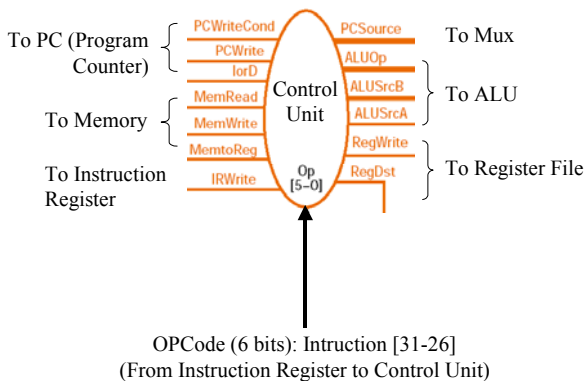 To PC (Program
Counter)
To Memory
To Instruction
Register
PCWriteCond
PCWrite
IorD
MemRead
MemWrite
MemtoReg
IRWrite
Control
Unit
Op
[5–0]
PCSource
ALUOp
ALUSrcB
ALUSrcA
RegWrite
RegDst
To Mux
To ALU
To Register File
OPCode (6 bits): Intruction [31-26]
(From Instruction Register to Control Unit)